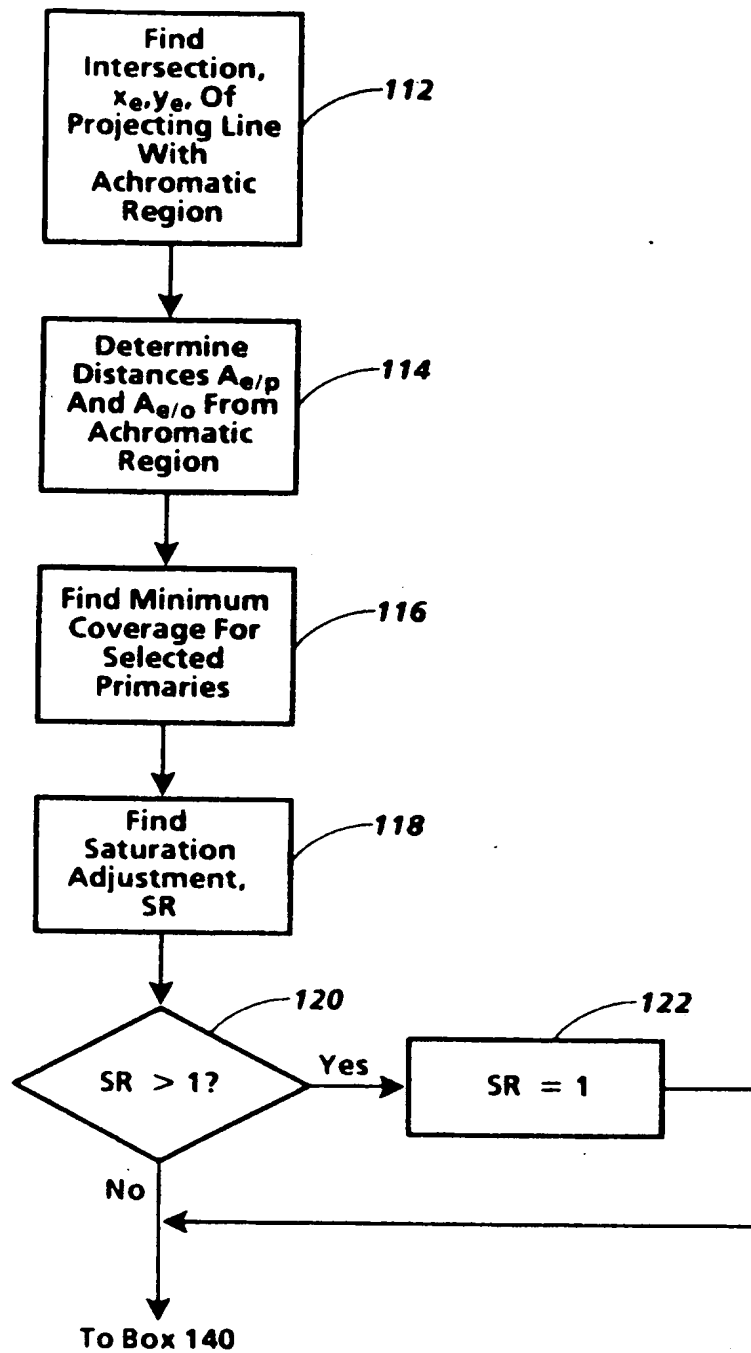 Find
Intersection,
xe,ye, Of
Projecting Line
With
Achromatic
Region
112
Determine
Distances Ae/p
And Ae/o From
Achromatic
Region
114
Find Minimum
Coverage For
Selected
Primaries
116
Find
Saturation
Adjustment,
SR
118
120
SR > 1?
Yes
122
SR = 1
No
To Box 140